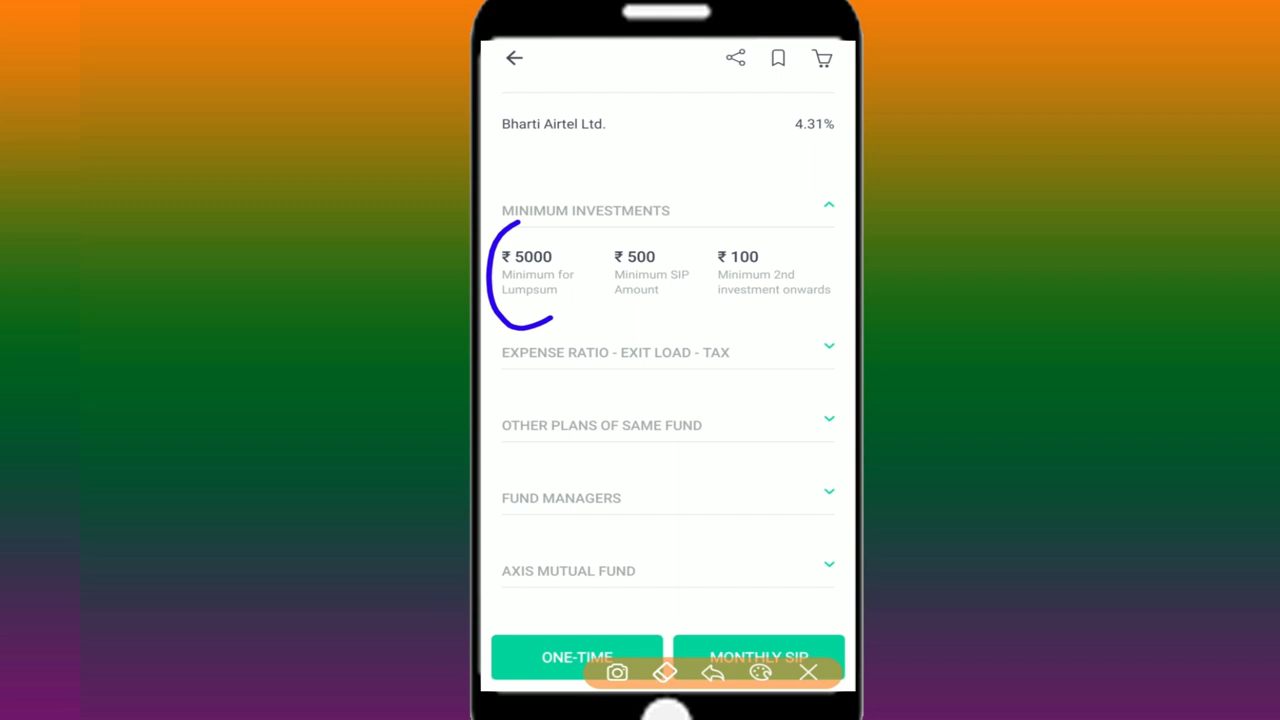 Bharti Airtel Ltd. 4.31%
MINIMUM INVESTMENTS
₹ 5000 ₹ 500 ₹ 100
Minimum for Minimum SIP Minimum 2nd
Lumpsum Amount investment onwards
EXPENSE RATIO - EXIT LOAD - TAX
OTHER PLANS OF SAME FUND
FUND MANAGERS
AXIS MUTUAL FUND
ONE-TIME MONTHLY SIP